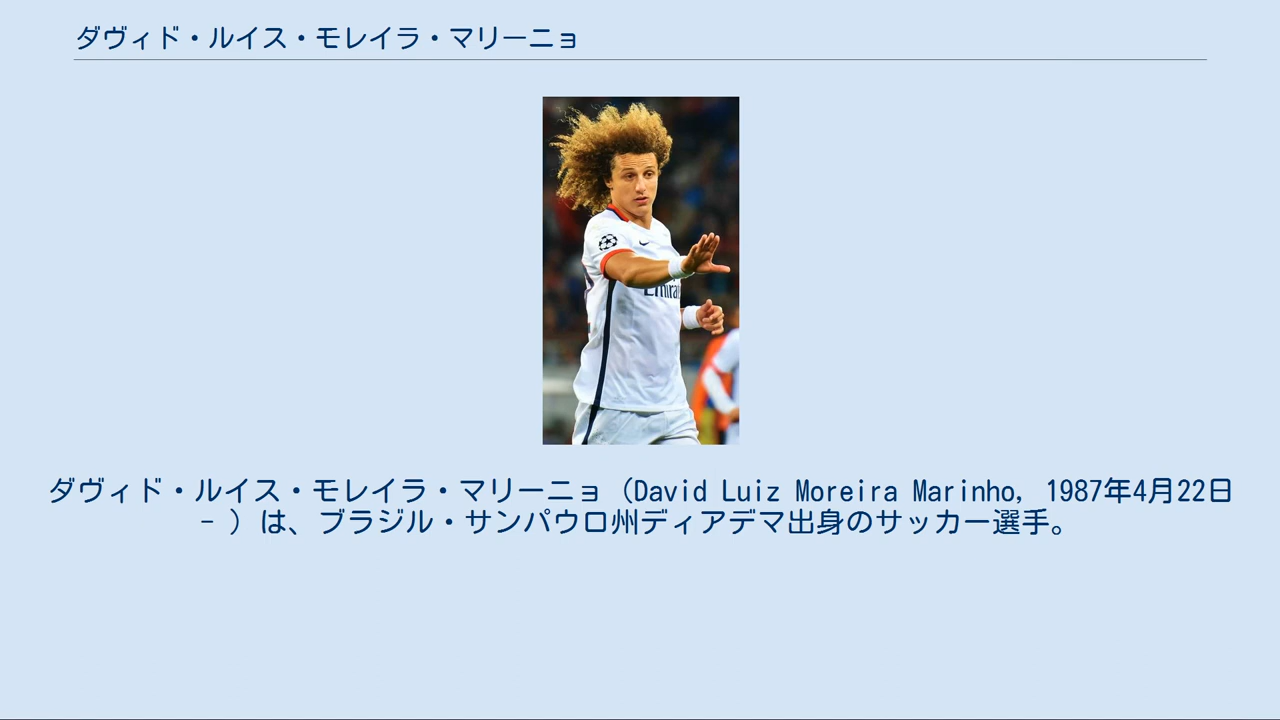 ダヴィド・ルイス・モレイラ・マリーニョ
Emira
ダヴィド・ルイス・モレイラ・マリーニョ（David Luiz Moreira Marinho, 1987年4月22日
- ）は、ブラジル・サンパウロ州ディアデマ出身のサッカー選手。